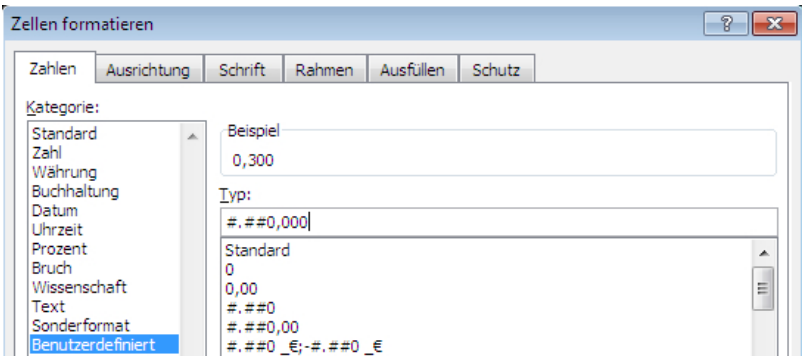 Zellen formatieren
Zahlen Ausrichtung Schrift Rahmen Ausfüllen Schutz
Kategorie:
Standard
Zahl
Währung
Buchhaltung
Datum
Uhrzeit
Prozent
Bruch
Wissenschaft
Text
Sonderformat
Benutzerdefiniert
Beispiel
0,300
Typ:
#.##0,000
Standard
0
0,00
#.##0
#.##0,00
#.##0 _€;-#.##0 _€